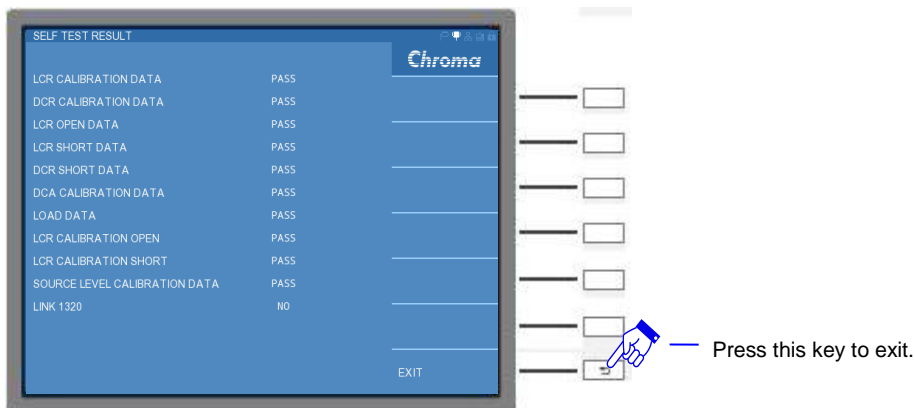 SELF TEST RESULT
Chroma
LCR CALIBRATION DATA PASS
DCR CALIBRATION DATA PASS
LCR OPEN DATA PASS
LCR SHORT DATA PASS
DCR SHORT DATA PASS
DCA CALIBRATION DATA PASS
LOAD DATA PASS
LCR CALIBRATION OPEN PASS
LCR CALIBRATION SHORT PASS
SOURCE LEVEL CALIBRATION DATA PASS
LINK 1320 NO
EXIT
Press this key to exit.